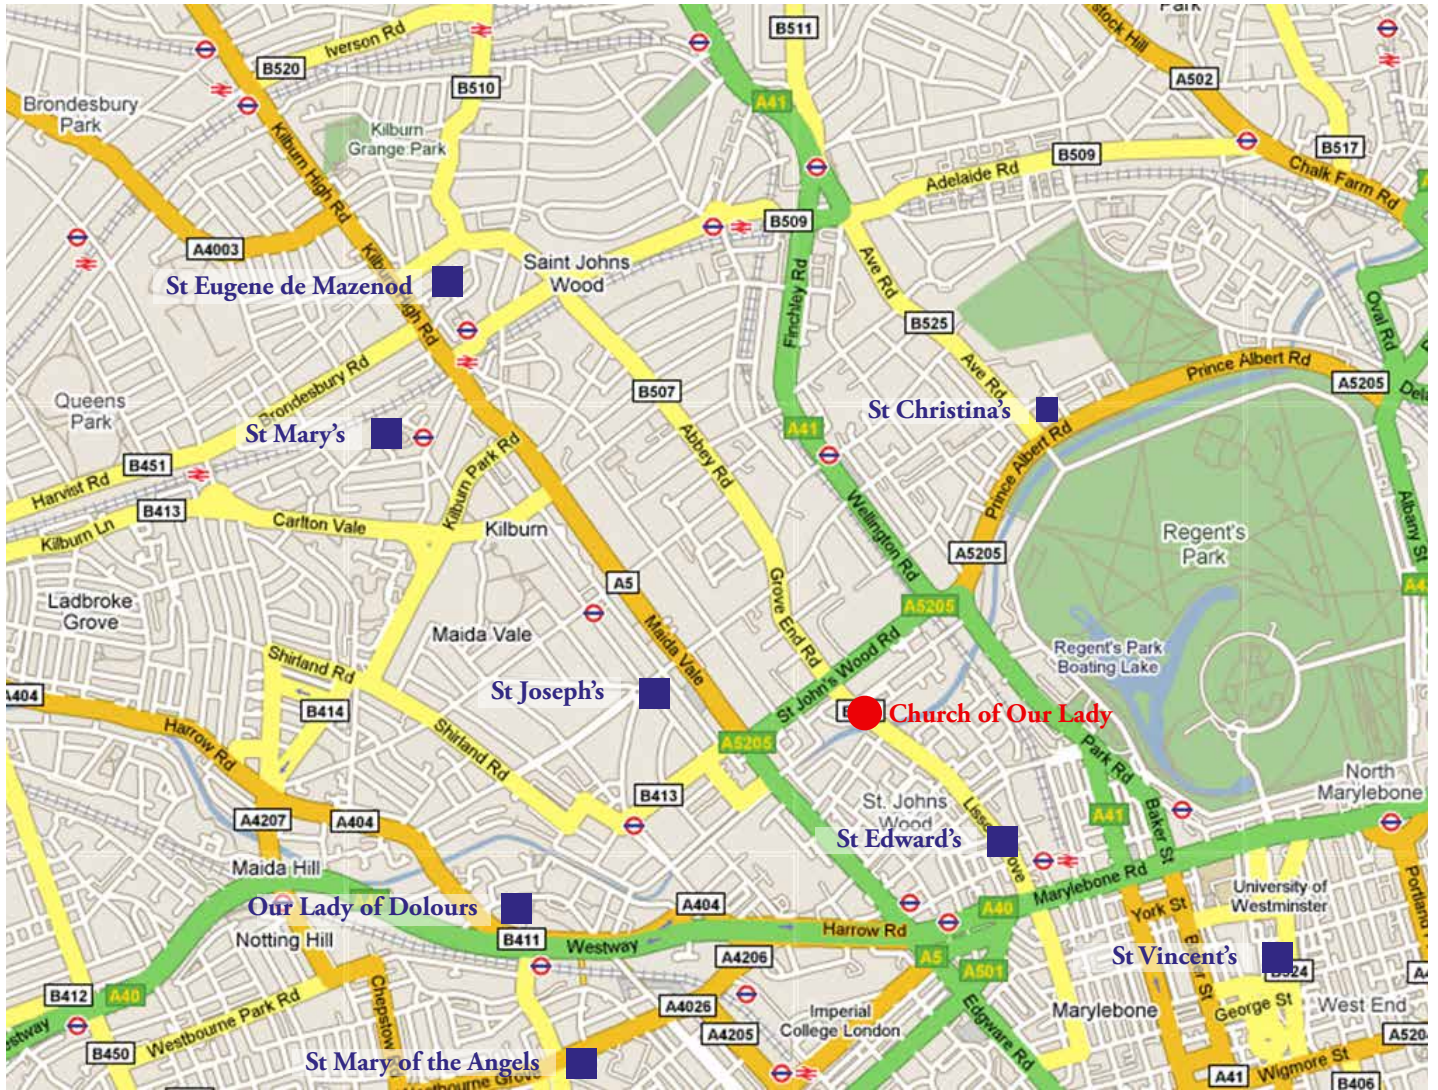 Park
B511
Iverson Rd
stock Hill
B520
A502
B510
A41
Brondesbury
Park
Kilburn
Grange Park
Kilburn High Rd
B517
B509
Adelaide Rd
Chalk Farm Rd
B509
A4003
Saint Johns
Wood
Ave Rd
St Eugene de Mazenod
Finchley Rd
Oval Rd
B525
Brondesbury Rd
Ave Rd
Prince Albert Rd
A5205
Queens
Park
B507
St Christina's
St Mary's
A41
Abbey Rd
Prince Albert Rd
Kilburn Park Rd
B451
Harvist Rd
B413
Wellington Rd
Albany St
Carlton Vale
Kilburn
Kilburn Ln
Regent's
Park
A5205
A5
Grove End Rd
Ladbroke
Grove
A5205
Maida Vale
Maida Vale
St John's Wood Rd
Regent's Park
Boating Lake
Shirland Rd
St Joseph's
A404
B414
Church of Our Lady
Harrow Rd
Shirland Rd
A5205
Park Rd
North
Marylebone
B413
St. Johns
Wood
A41
Baker St
A4207
A404
St Edward's
Maida Hill
Marylebone Rd
University of
Westminster
Our Lady of Dolours
A404
A40
York St
Harrow Rd
Notting Hill
B411
Westway
A5
A4206
A501
St Vincent's
B412
A40
Chepstow
A4026
Imperial
College London
Marylebone
George St
West End
Westbourne Park Rd
A4205
Edgware Rd
B450
St Mary of the Angels
Wigmore St
A41
B406